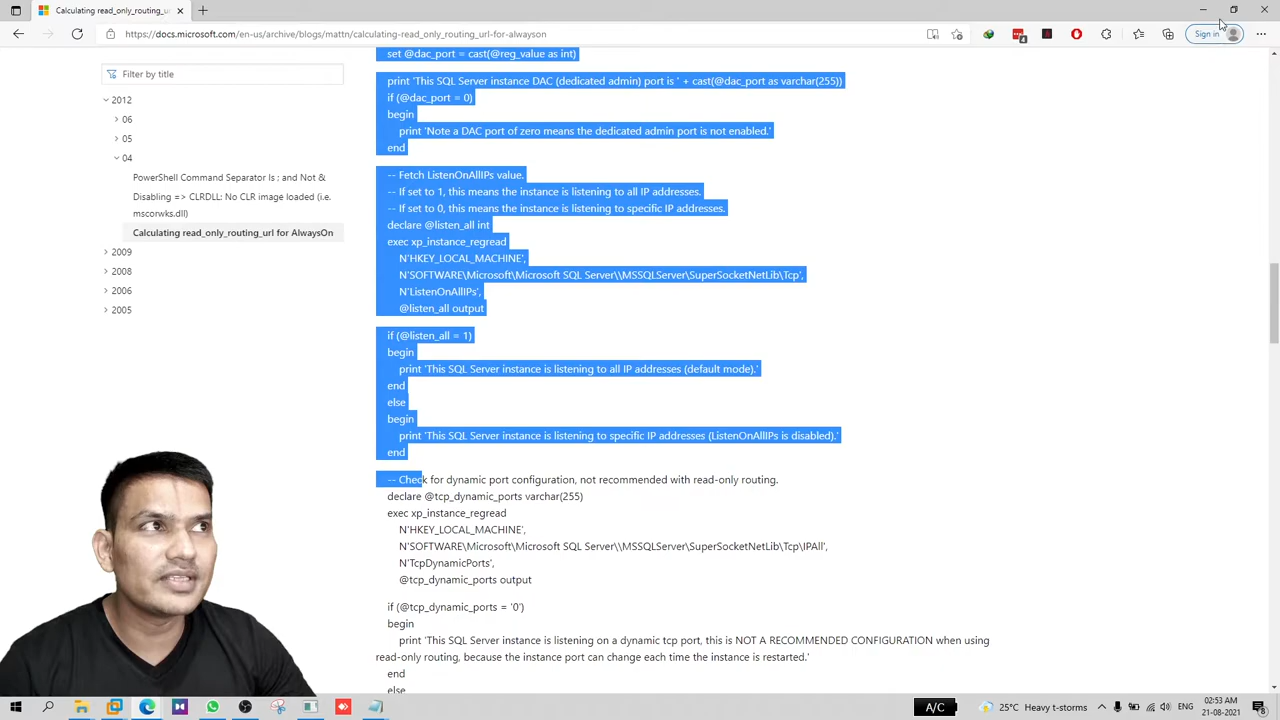 Calculating read_only_routing_url
https://docs.microsoft.com/en-us/archive/blogs/mattn/calculating-read_only_routing_url-for-alwayson
Sign in
Filter by title
2012
06
05
04
PowerShell Command Separator Is ; and Not &
Disabling => CLRDLL: No CLR image loaded (i.e.
mscorwks.dll)
Calculating read_only_routing_url for AlwaysOn
2009
2008
2006
2005
set @dac_port = cast(@reg_value as int)
print 'This SQL Server instance DAC (dedicated admin) port is ' + cast(@dac_port as varchar(255))
if (@dac_port = 0)
begin
print 'Note a DAC port of zero means the dedicated admin port is not enabled.'
end
-- Fetch ListenOnAllIPs value.
-- If set to 1, this means the instance is listening to all IP addresses.
-- If set to 0, this means the instance is listening to specific IP addresses.
declare @listen_all int
exec xp_instance_regread
N'HKEY_LOCAL_MACHINE',
N'SOFTWARE\Microsoft\Microsoft SQL Server\\MSSQLServer\SuperSocketNetLib\Tcp',
N'ListenOnAllIPs',
@listen_all output
if (@listen_all = 1)
begin
print 'This SQL Server instance is listening to all IP addresses (default mode).'
end
else
begin
print 'This SQL Server instance is listening to specific IP addresses (ListenOnAllIPs is disabled).'
end
-- Check for dynamic port configuration, not recommended with read-only routing.
declare @tcp_dynamic_ports varchar(255)
exec xp_instance_regread
N'HKEY_LOCAL_MACHINE',
N'SOFTWARE\Microsoft\Microsoft SQL Server\\MSSQLServer\SuperSocketNetLib\Tcp\IPAll',
N'TcpDynamicPorts',
@tcp_dynamic_ports output
if (@tcp_dynamic_ports = '0')
begin
print 'This SQL Server instance is listening on a dynamic tcp port, this is NOT A RECOMMENDED CONFIGURATION when using
read-only routing, because the instance port can change each time the instance is restarted.'
end
else
A/C
25°C Heavy t-storms
ENG
02:53 AM
21-08-2021